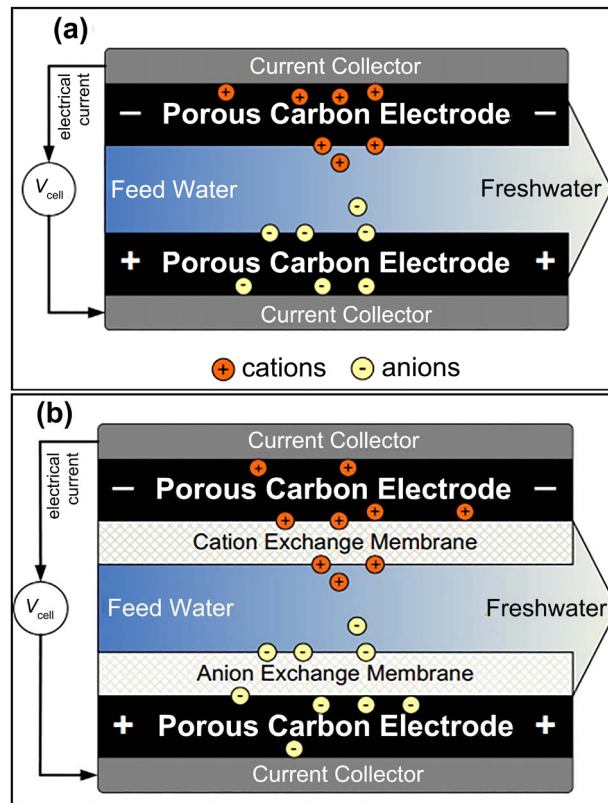 (a)
Current Collector
electrical
current
− Porous Carbon Electrode −
Vcell
Feed Water
Freshwater
+ Porous Carbon Electrode +
Current Collector
+ cations - anions
(b)
Current Collector
electrical
current
− Porous Carbon Electrode −
Cation Exchange Membrane
Vcell
Feed Water
Freshwater
Anion Exchange Membrane
+ Porous Carbon Electrode +
Current Collector